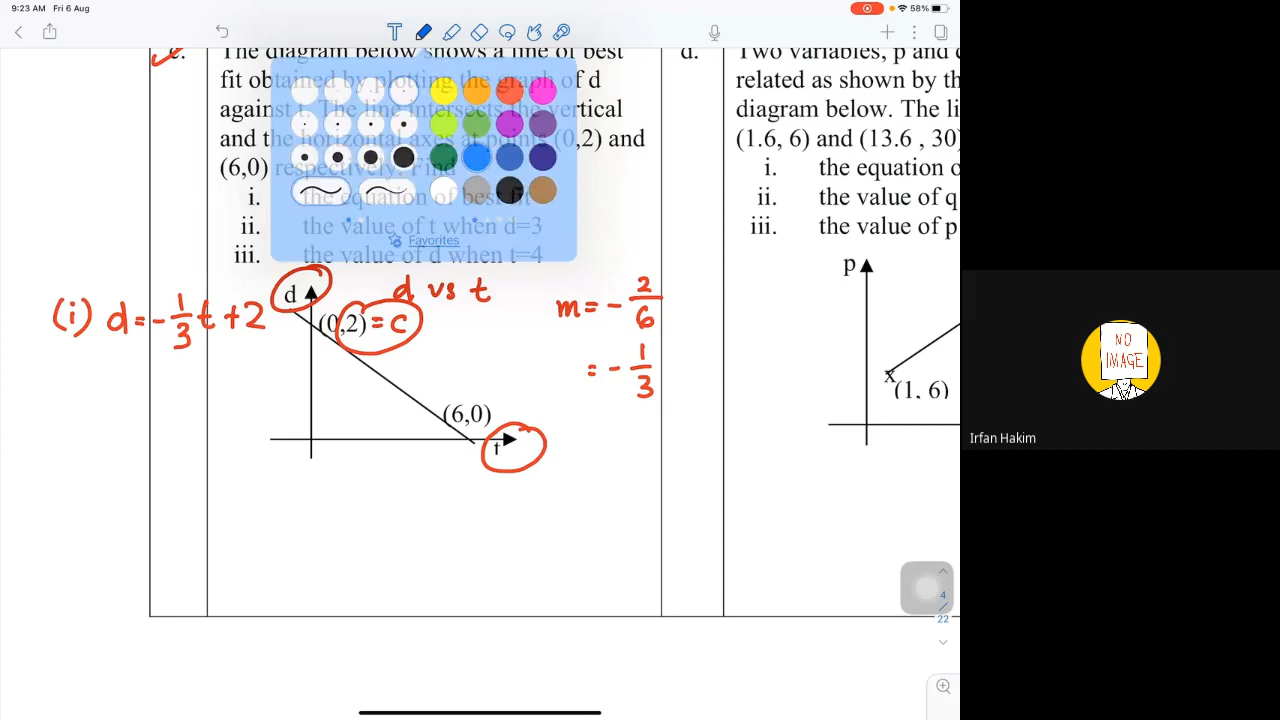 9:23 AM Fri 6 Aug
58%
T
c.
The diagram below shows a line of best
fit obtained by plotting the graph of d
against t. The line intersects the vertical
and the horizontal axes at points (0,2) and
(6,0) respectively. Find
i. the equation of best fit
ii. the value of t when d=3
iii. the value of d when t=4
Favorites
(i) d = - 1/3 t + 2
d
d vs t
(0,2) = c
m = - 2/6
= - 1/3
(6,0)
t
d.
Two variables, p and
related as shown by th
diagram below. The li
(1.6, 6) and (13.6 , 30)
i. the equation o
ii. the value of q
iii. the value of p
p
x
(1, 6)
4
/
22
NO
IMAGE
Irfan Hakim